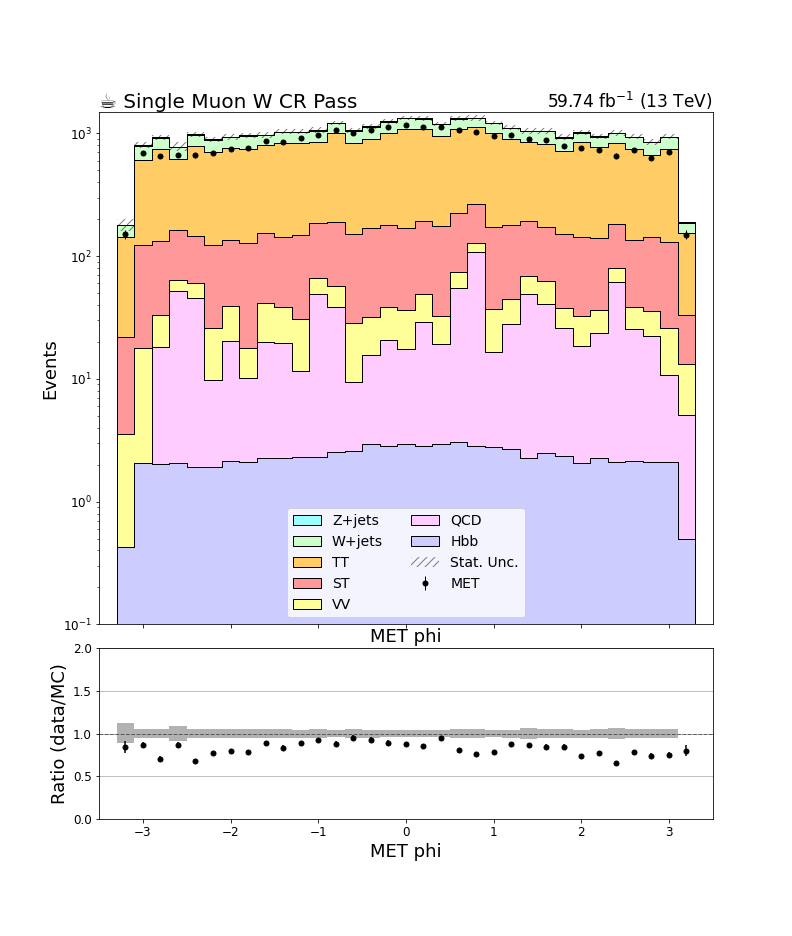 ☕ Single Muon W CR Pass
59.74 fb⁻¹ (13 TeV)
Events
10³
10²
10¹
10⁰
10⁻¹
Z+jets
W+jets
TT
ST
VV
QCD
Hbb
Stat. Unc.
MET
MET phi
Ratio (data/MC)
2.0
1.5
1.0
0.5
0.0
−3 −2 −1 0 1 2 3
MET phi